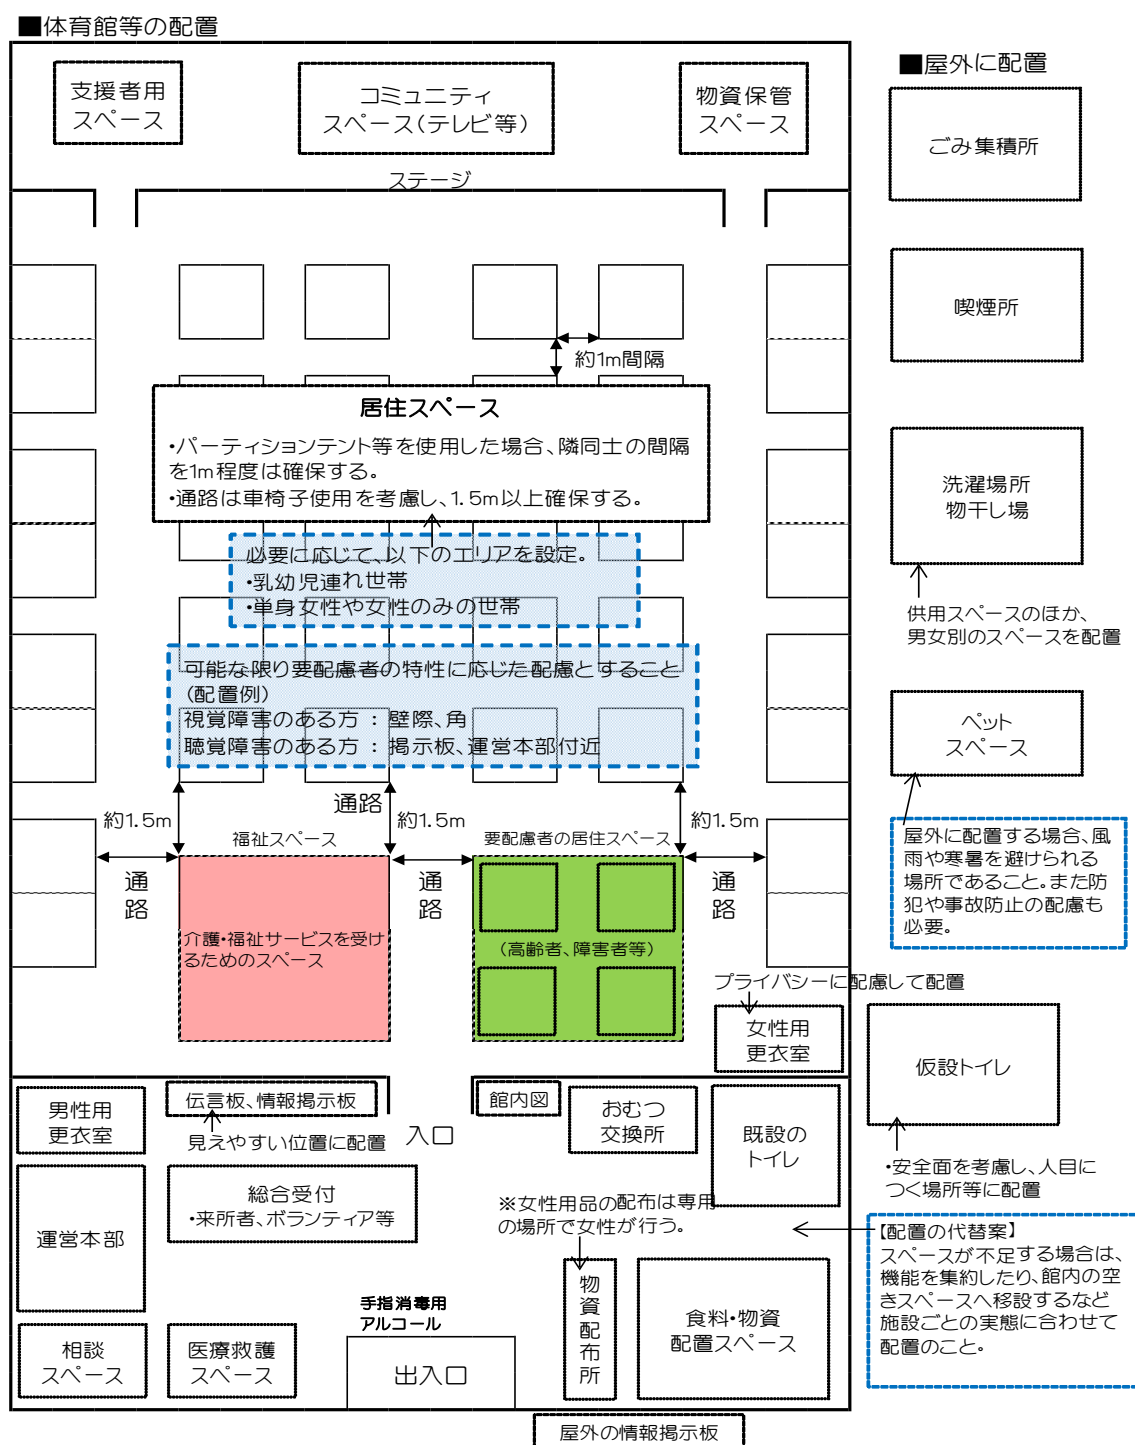 ■体育館等の配置
支援者用
スペース
コミュニティ
スペース(テレビ等)
物資保管
スペース
ステージ
約1m間隔
居住スペース
・パーティションテント等を使用した場合、隣同士の間隔
を1m程度は確保する。
・通路は車椅子使用を考慮し、1.5m以上確保する。
必要に応じて、以下のエリアを設定。
・乳幼児連れ世帯
・単身女性や女性のみの世帯
可能な限り要配慮者の特性に応じた配慮とすること
(配置例)
視覚障害のある方 : 壁際、角
聴覚障害のある方 : 掲示板、運営本部付近
通路
約1.5m
約1.5m
約1.5m
福祉スペース
要配慮者の居住スペース
通路
通路
通路
介護・福祉サービスを受け
るためのスペース
(高齢者、障害者等)
プライバシーに配慮して配置
女性用
更衣室
男性用
更衣室
伝言板、情報掲示板
見えやすい位置に配置
入口
館内図
おむつ
交換所
既設の
トイレ
運営本部
総合受付
・来所者、ボランティア等
※女性用品の配布は専用
の場所で女性が行う。
相談
スペース
医療救護
スペース
手指消毒用
アルコール
出入口
物資配布所
食料・物資
配置スペース
屋外の情報掲示板
■屋外に配置
ごみ集積所
喫煙所
洗濯場所
物干し場
供用スペースのほか、
男女別のスペースを配置
ペット
スペース
屋外に配置する場合、風
雨や寒暑を避けられる
場所であること。また防
犯や事故防止の配慮も
必要。
仮設トイレ
・安全面を考慮し、人目に
つく場所等に配置
【配置の代替案】
スペースが不足する場合は、
機能を集約したり、館内の空
きスペースへ移設するなど
施設ごとの実態に合わせて
配置のこと。